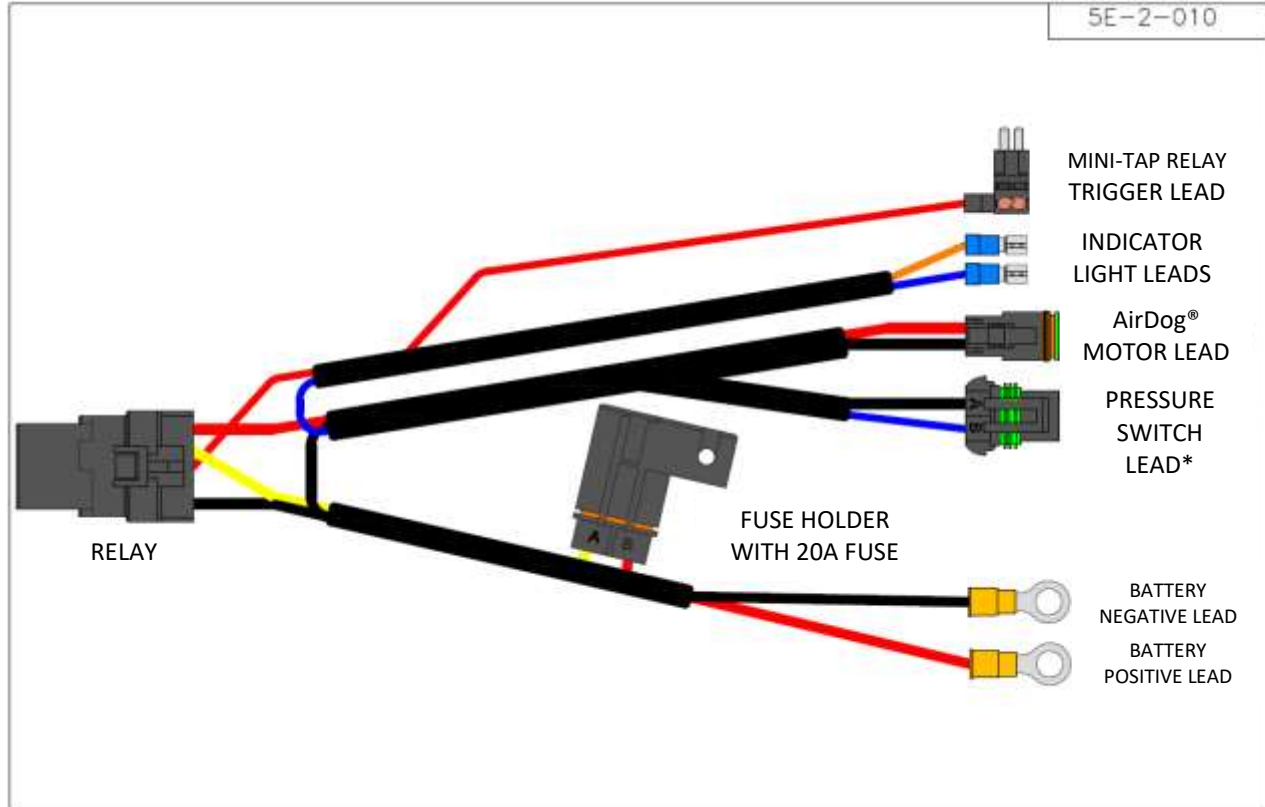 5E-2-010
MINI-TAP RELAY
TRIGGER LEAD
INDICATOR
LIGHT LEADS
AirDog®
MOTOR LEAD
PRESSURE
SWITCH
LEAD*
A
B
A B
FUSE HOLDER
WITH 20A FUSE
RELAY
BATTERY
NEGATIVE LEAD
BATTERY
POSITIVE LEAD